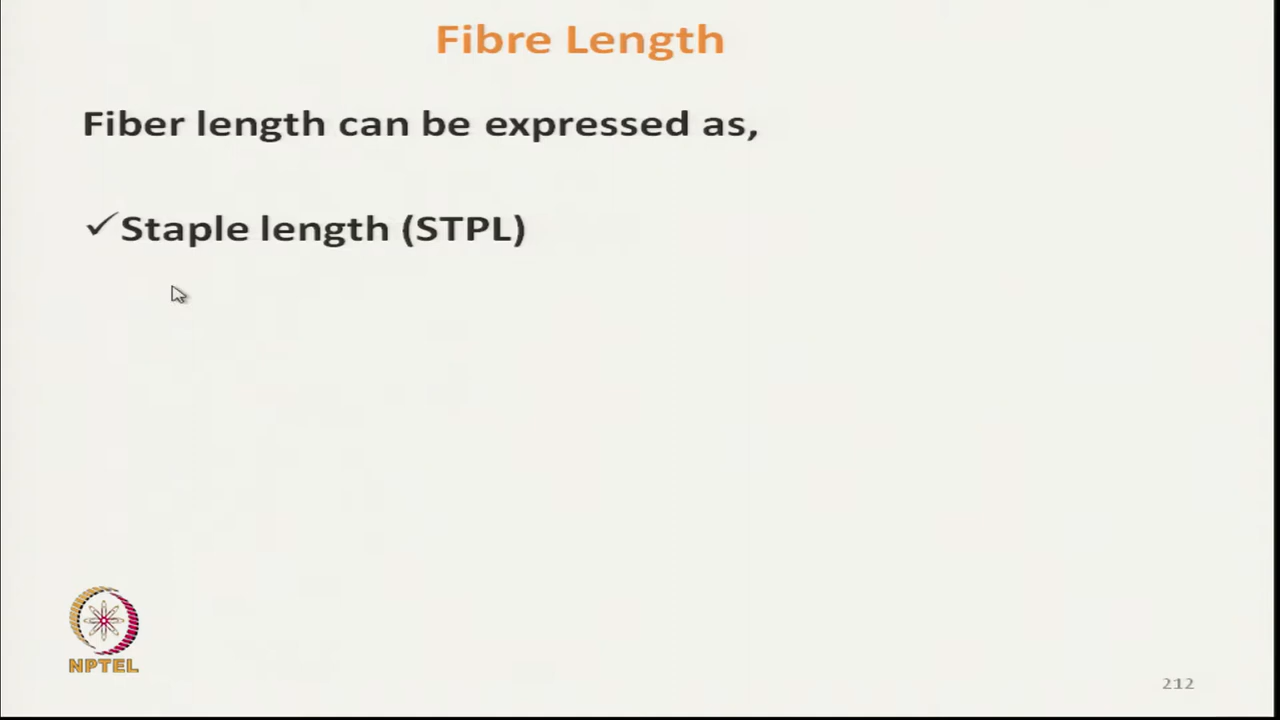 Fibre Length
Fiber length can be expressed as,
✓Staple length (STPL)
NPTEL
212